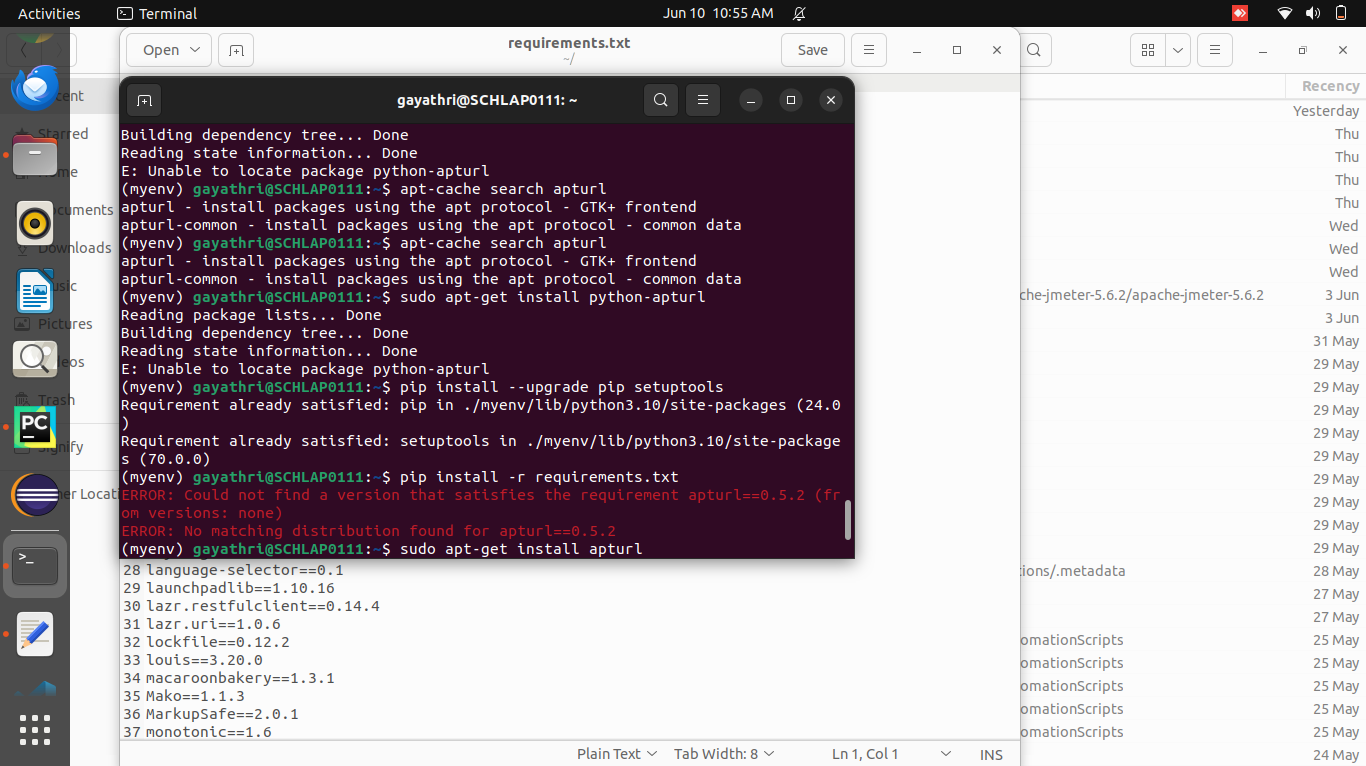 Activities
Terminal
Jun 10 10:55 AM
Open
requirements.txt
~/
Save
Recency
Starred
Pictures
Trash
gayathri@SCHLAP0111: ~
Building dependency tree... Done
Reading state information... Done
E: Unable to locate package python-apturl
(myenv) gayathri@SCHLAP0111:~$ apt-cache search apturl
apturl - install packages using the apt protocol - GTK+ frontend
apturl-common - install packages using the apt protocol - common data
(myenv) gayathri@SCHLAP0111:~$ apt-cache search apturl
apturl - install packages using the apt protocol - GTK+ frontend
apturl-common - install packages using the apt protocol - common data
(myenv) gayathri@SCHLAP0111:~$ sudo apt-get install python-apturl
Reading package lists... Done
Building dependency tree... Done
Reading state information... Done
E: Unable to locate package python-apturl
(myenv) gayathri@SCHLAP0111:~$ pip install --upgrade pip setuptools
Requirement already satisfied: pip in ./myenv/lib/python3.10/site-packages (24.0
)
Requirement already satisfied: setuptools in ./myenv/lib/python3.10/site-package
s (70.0.0)
(myenv) gayathri@SCHLAP0111:~$ pip install -r requirements.txt
ERROR: Could not find a version that satisfies the requirement apturl==0.5.2 (fr
om versions: none)
ERROR: No matching distribution found for apturl==0.5.2
(myenv) gayathri@SCHLAP0111:~$ sudo apt-get install apturl
28 language-selector==0.1
29 launchpadlib==1.10.16
30 lazr.restfulclient==0.14.4
31 lazr.uri==1.0.6
32 lockfile==0.12.2
33 louis==3.20.0
34 macaroonbakery==1.3.1
35 Mako==1.1.3
36 MarkupSafe==2.0.1
37 monotonic==1.6
Plain Text
Tab Width: 8
Ln 1, Col 1
INS
PC
>_
Yesterday
Thu
Thu
Thu
Thu
Wed
Wed
Wed
che-jmeter-5.6.2/apache-jmeter-5.6.2 3 Jun
3 Jun
31 May
29 May
29 May
29 May
29 May
29 May
29 May
29 May
29 May
29 May
ions/.metadata 28 May
27 May
27 May
omationScripts 25 May
omationScripts 25 May
omationScripts 25 May
omationScripts 25 May
omationScripts 25 May
24 May